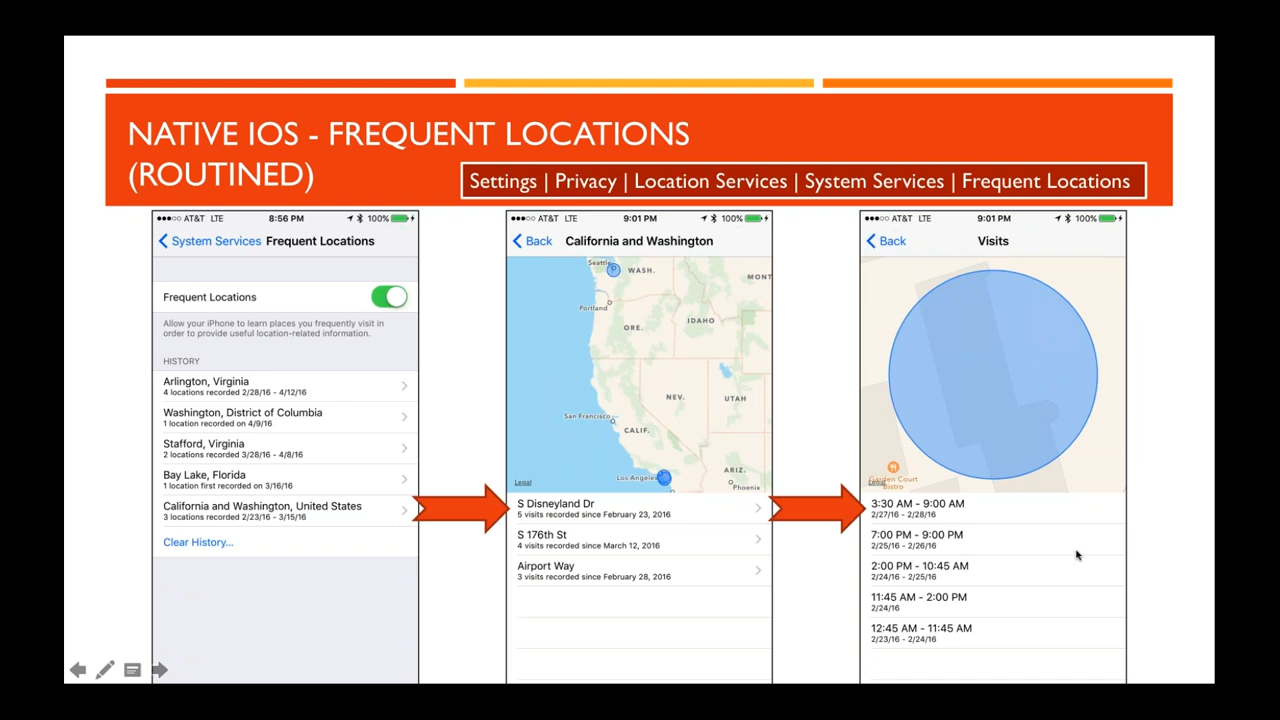 NATIVE IOS - FREQUENT LOCATIONS
(ROUTINED)
Settings | Privacy | Location Services | System Services | Frequent Locations
●●●○○ AT&T LTE 8:56 PM 100%
System Services Frequent Locations
Frequent Locations
Allow your iPhone to learn places you frequently visit in
order to provide useful location-related information.
HISTORY
Arlington, Virginia
4 locations recorded 2/28/16 - 4/12/16
Washington, District of Columbia
1 location recorded on 4/9/16
Stafford, Virginia
2 locations recorded 3/28/16 - 4/8/16
Bay Lake, Florida
1 location first recorded on 3/16/16
California and Washington, United States
3 locations recorded 2/23/16 - 3/15/16
Clear History...
●●●○○ AT&T LTE 9:01 PM 100%
Back California and Washington
Seattle
WASH.
MONT
Portland
ORE.
IDAHO
NEV.
UTAH
San Francisco
CALIF.
Los Angeles
ARIZ.
Phoenix
Legal
S Disneyland Dr
5 visits recorded since February 23, 2016
S 176th St
4 visits recorded since March 12, 2016
Airport Way
3 visits recorded since February 28, 2016
●●●○○ AT&T LTE 9:01 PM 100%
Back Visits
Garden Court
Bistro
Legal
3:30 AM - 9:00 AM
2/27/16 - 2/28/16
7:00 PM - 9:00 PM
2/25/16 - 2/26/16
2:00 PM - 10:45 AM
2/24/16 - 2/25/16
11:45 AM - 2:00 PM
2/24/16
12:45 AM - 11:45 AM
2/23/16 - 2/24/16